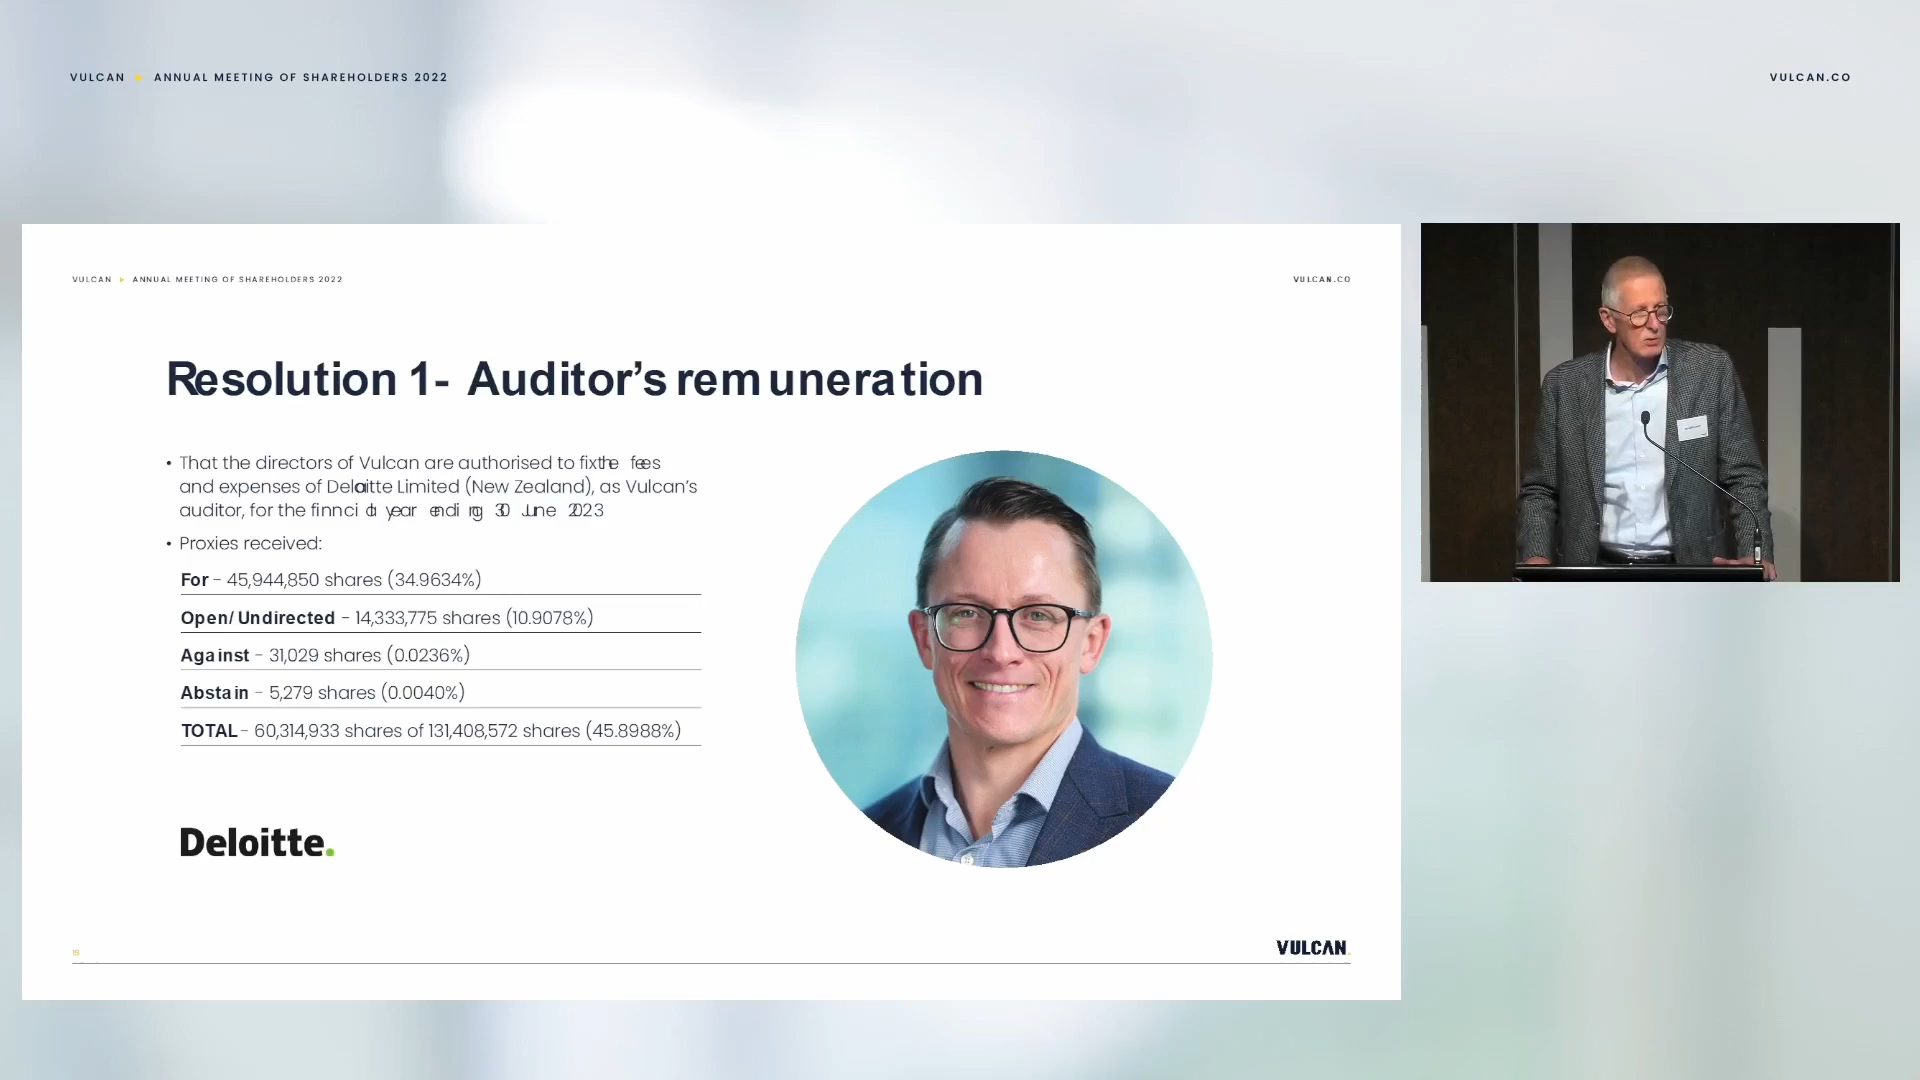 VULCAN ANNUAL MEETING OF SHAREHOLDERS 2022
VULCAN.CO
VULCAN ANNUAL MEETING OF SHAREHOLDERS 2022
VULCAN.CO
Resolution 1- Auditor's remuneration
• That the directors of Vulcan are authorised to fix the fees
and expenses of Deloitte Limited (New Zealand), as Vulcan's
auditor, for the finncial year ending 30 June 2023
• Proxies received:
For - 45,944,850 shares (34.9634%)
Open/ Undirected - 14,333,775 shares (10.9078%)
Against - 31,029 shares (0.0236%)
Abstain - 5,279 shares (0.0040%)
TOTAL - 60,314,933 shares of 131,408,572 shares (45.8988%)
Deloitte.
VULCAN